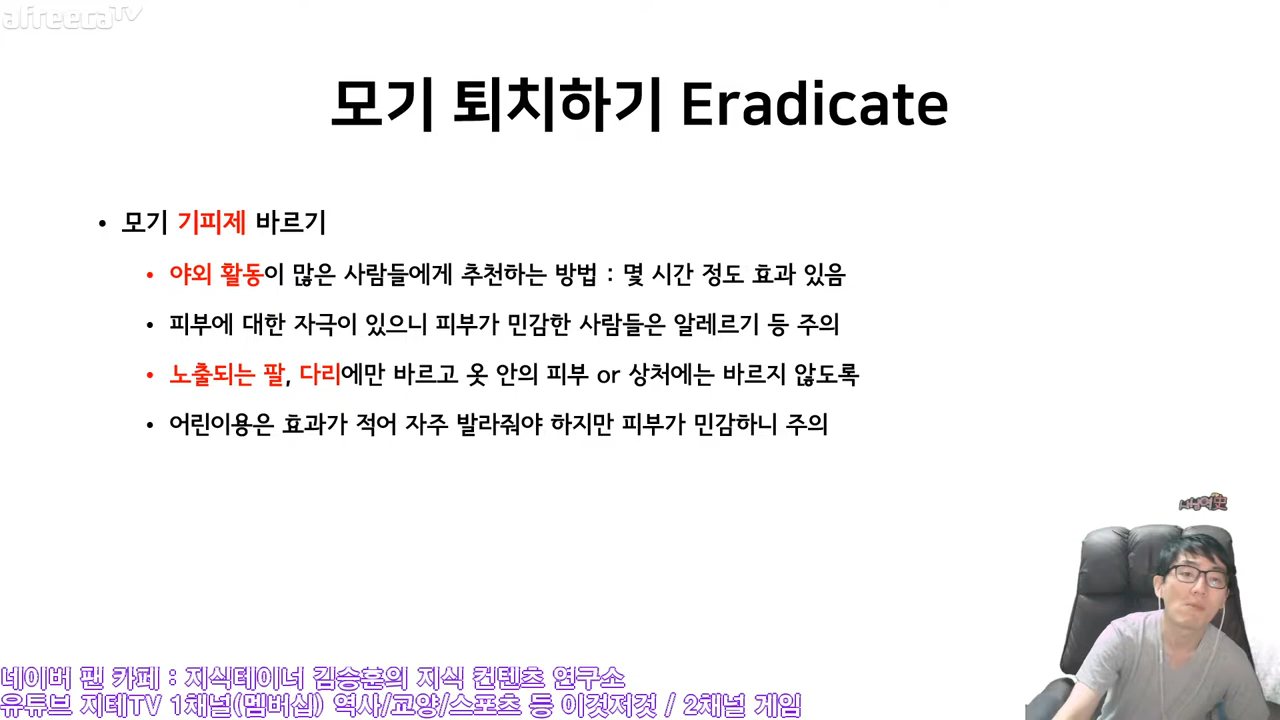 afreecaTV
모기 퇴치하기 Eradicate
• 모기 기피제 바르기
• 야외 활동이 많은 사람들에게 추천하는 방법 : 몇 시간 정도 효과 있음
• 피부에 대한 자극이 있으니 피부가 민감한 사람들은 알레르기 등 주의
• 노출되는 팔, 다리에만 바르고 옷 안의 피부 or 상처에는 바르지 않도록
• 어린이용은 효과가 적어 자주 발라줘야 하지만 피부가 민감하니 주의
네이버 팬 카페 : 지식테이너 김승훈의 지식 컨텐츠 연구소
유튜브 지테TV 1채널(멤버십) 역사/교양/스포츠 등 이것저것 / 2채널 게임